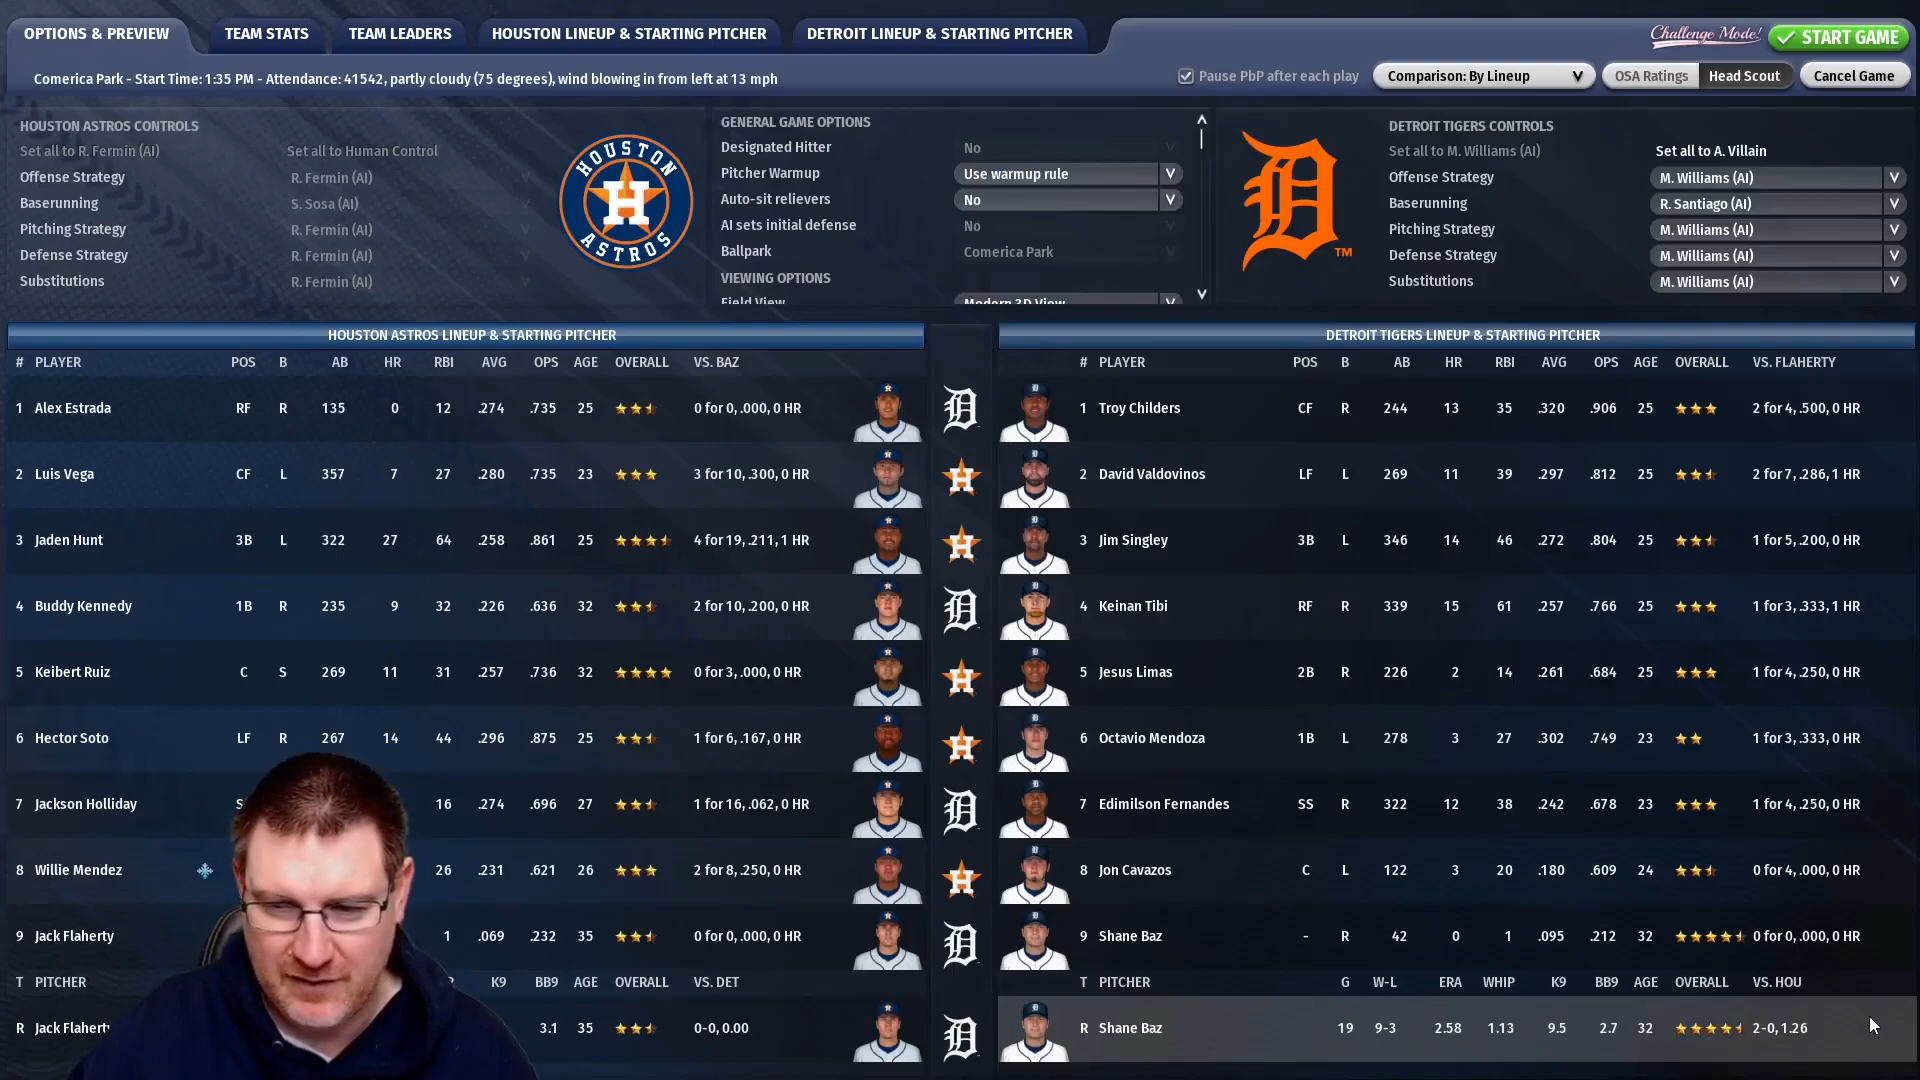 OPTIONS & PREVIEW TEAM STATS TEAM LEADERS HOUSTON LINEUP & STARTING PITCHER DETROIT LINEUP & STARTING PITCHER Challenge Mode! START GAME
Comerica Park - Start Time: 1:35 PM - Attendance: 41542, partly cloudy (75 degrees), wind blowing in from left at 13 mph Pause PbP after each play Comparison: By Lineup OSA Ratings Head Scout Cancel Game
HOUSTON ASTROS CONTROLS
Set all to R. Fermin (AI) Set all to Human Control
Offense Strategy R. Fermin (AI)
Baserunning S. Sosa (AI)
Pitching Strategy R. Fermin (AI)
Defense Strategy R. Fermin (AI)
Substitutions R. Fermin (AI)
HOUSTON
H
ASTROS
GENERAL GAME OPTIONS
Designated Hitter No
Pitcher Warmup Use warmup rule
Auto-sit relievers No
AI sets initial defense No
Ballpark Comerica Park
VIEWING OPTIONS
Field View Modern 3D View
D
TM
DETROIT TIGERS CONTROLS
Set all to M. Williams (AI) Set all to A. Villain
Offense Strategy M. Williams (AI)
Baserunning R. Santiago (AI)
Pitching Strategy M. Williams (AI)
Defense Strategy M. Williams (AI)
Substitutions M. Williams (AI)
HOUSTON ASTROS LINEUP & STARTING PITCHER
# PLAYER POS B AB HR RBI AVG OPS AGE OVERALL VS. BAZ
1 Alex Estrada RF R 135 0 12 .274 .735 25 0 for 0, .000, 0 HR
2 Luis Vega CF L 357 7 27 .280 .735 23 3 for 10, .300, 0 HR
3 Jaden Hunt 3B L 322 27 64 .258 .861 25 4 for 19, .211, 1 HR
4 Buddy Kennedy 1B R 235 9 32 .226 .636 32 2 for 10, .200, 0 HR
5 Keibert Ruiz C S 269 11 31 .257 .736 32 0 for 3, .000, 0 HR
6 Hector Soto LF R 267 14 44 .296 .875 25 1 for 6, .167, 0 HR
7 Jackson Holliday 16 .274 .696 27 1 for 16, .062, 0 HR
8 Willie Mendez 26 .231 .621 26 2 for 8, .250, 0 HR
9 Jack Flaherty 1 .069 .232 35 0 for 0, .000, 0 HR
T PITCHER K9 BB9 AGE OVERALL VS. DET
R Jack Flaherty 3.1 35 0-0, 0.00
DETROIT TIGERS LINEUP & STARTING PITCHER
# PLAYER POS B AB HR RBI AVG OPS AGE OVERALL VS. FLAHERTY
1 Troy Childers CF R 244 13 35 .320 .906 25 2 for 4, .500, 0 HR
2 David Valdovinos LF L 269 11 39 .297 .812 25 2 for 7, .286, 1 HR
3 Jim Singley 3B L 346 14 46 .272 .804 25 1 for 5, .200, 0 HR
4 Keinan Tibi RF R 339 15 61 .257 .766 25 1 for 3, .333, 1 HR
5 Jesus Limas 2B R 226 2 14 .261 .684 25 1 for 4, .250, 0 HR
6 Octavio Mendoza 1B L 278 3 27 .302 .749 23 1 for 3, .333, 0 HR
7 Edimilson Fernandes SS R 322 12 38 .242 .678 23 1 for 4, .250, 0 HR
8 Jon Cavazos C L 122 3 20 .180 .609 24 0 for 4, .000, 0 HR
9 Shane Baz - R 42 0 1 .095 .212 32 0 for 0, .000, 0 HR
T PITCHER G W-L ERA WHIP K9 BB9 AGE OVERALL VS. HOU
R Shane Baz 19 9-3 2.58 1.13 9.5 2.7 32 2-0, 1.26